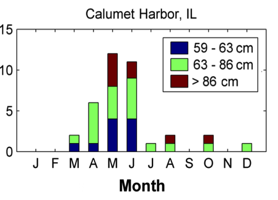 Calumet Harbor, IL
15
10
5
0
59 - 63 cm
63 - 86 cm
> 86 cm
J F M A M J J A S O N D
Month